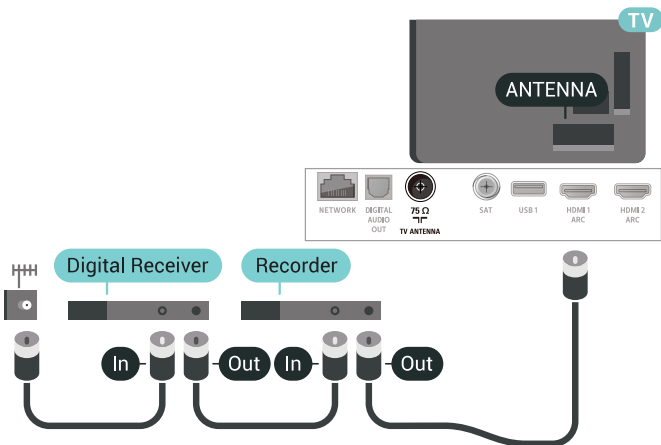 TV
ANTENNA
NETWORK
DIGITAL
AUDIO
OUT
75 Ω
TV ANTENNA
SAT
USB 1
HDMI 1
ARC
HDMI 2
ARC
Digital Receiver
Recorder
In
Out
In
Out